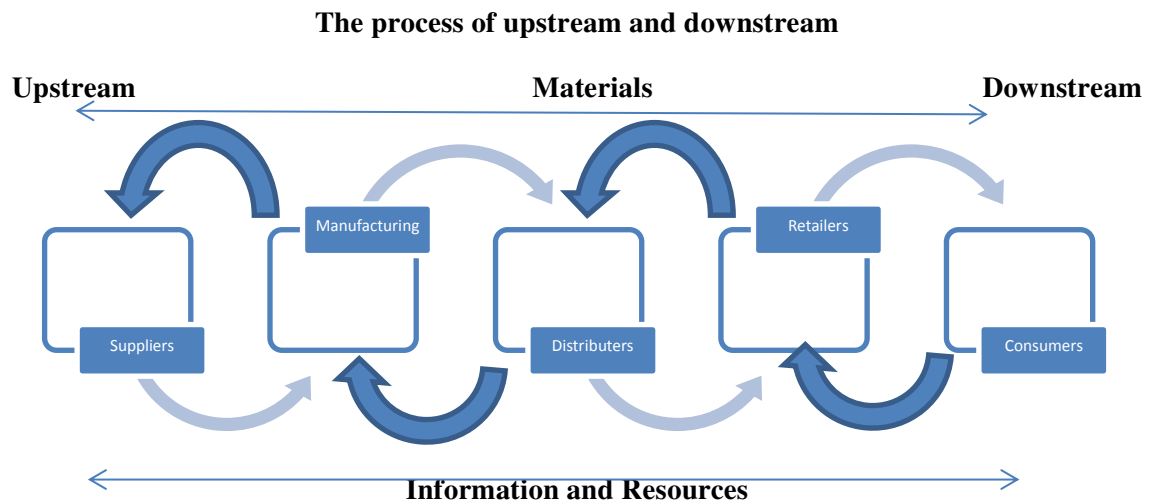 The process of upstream and downstream
Upstream Materials Downstream
Manufacturing Retailers
Suppliers Distributers Consumers
Information and Resources